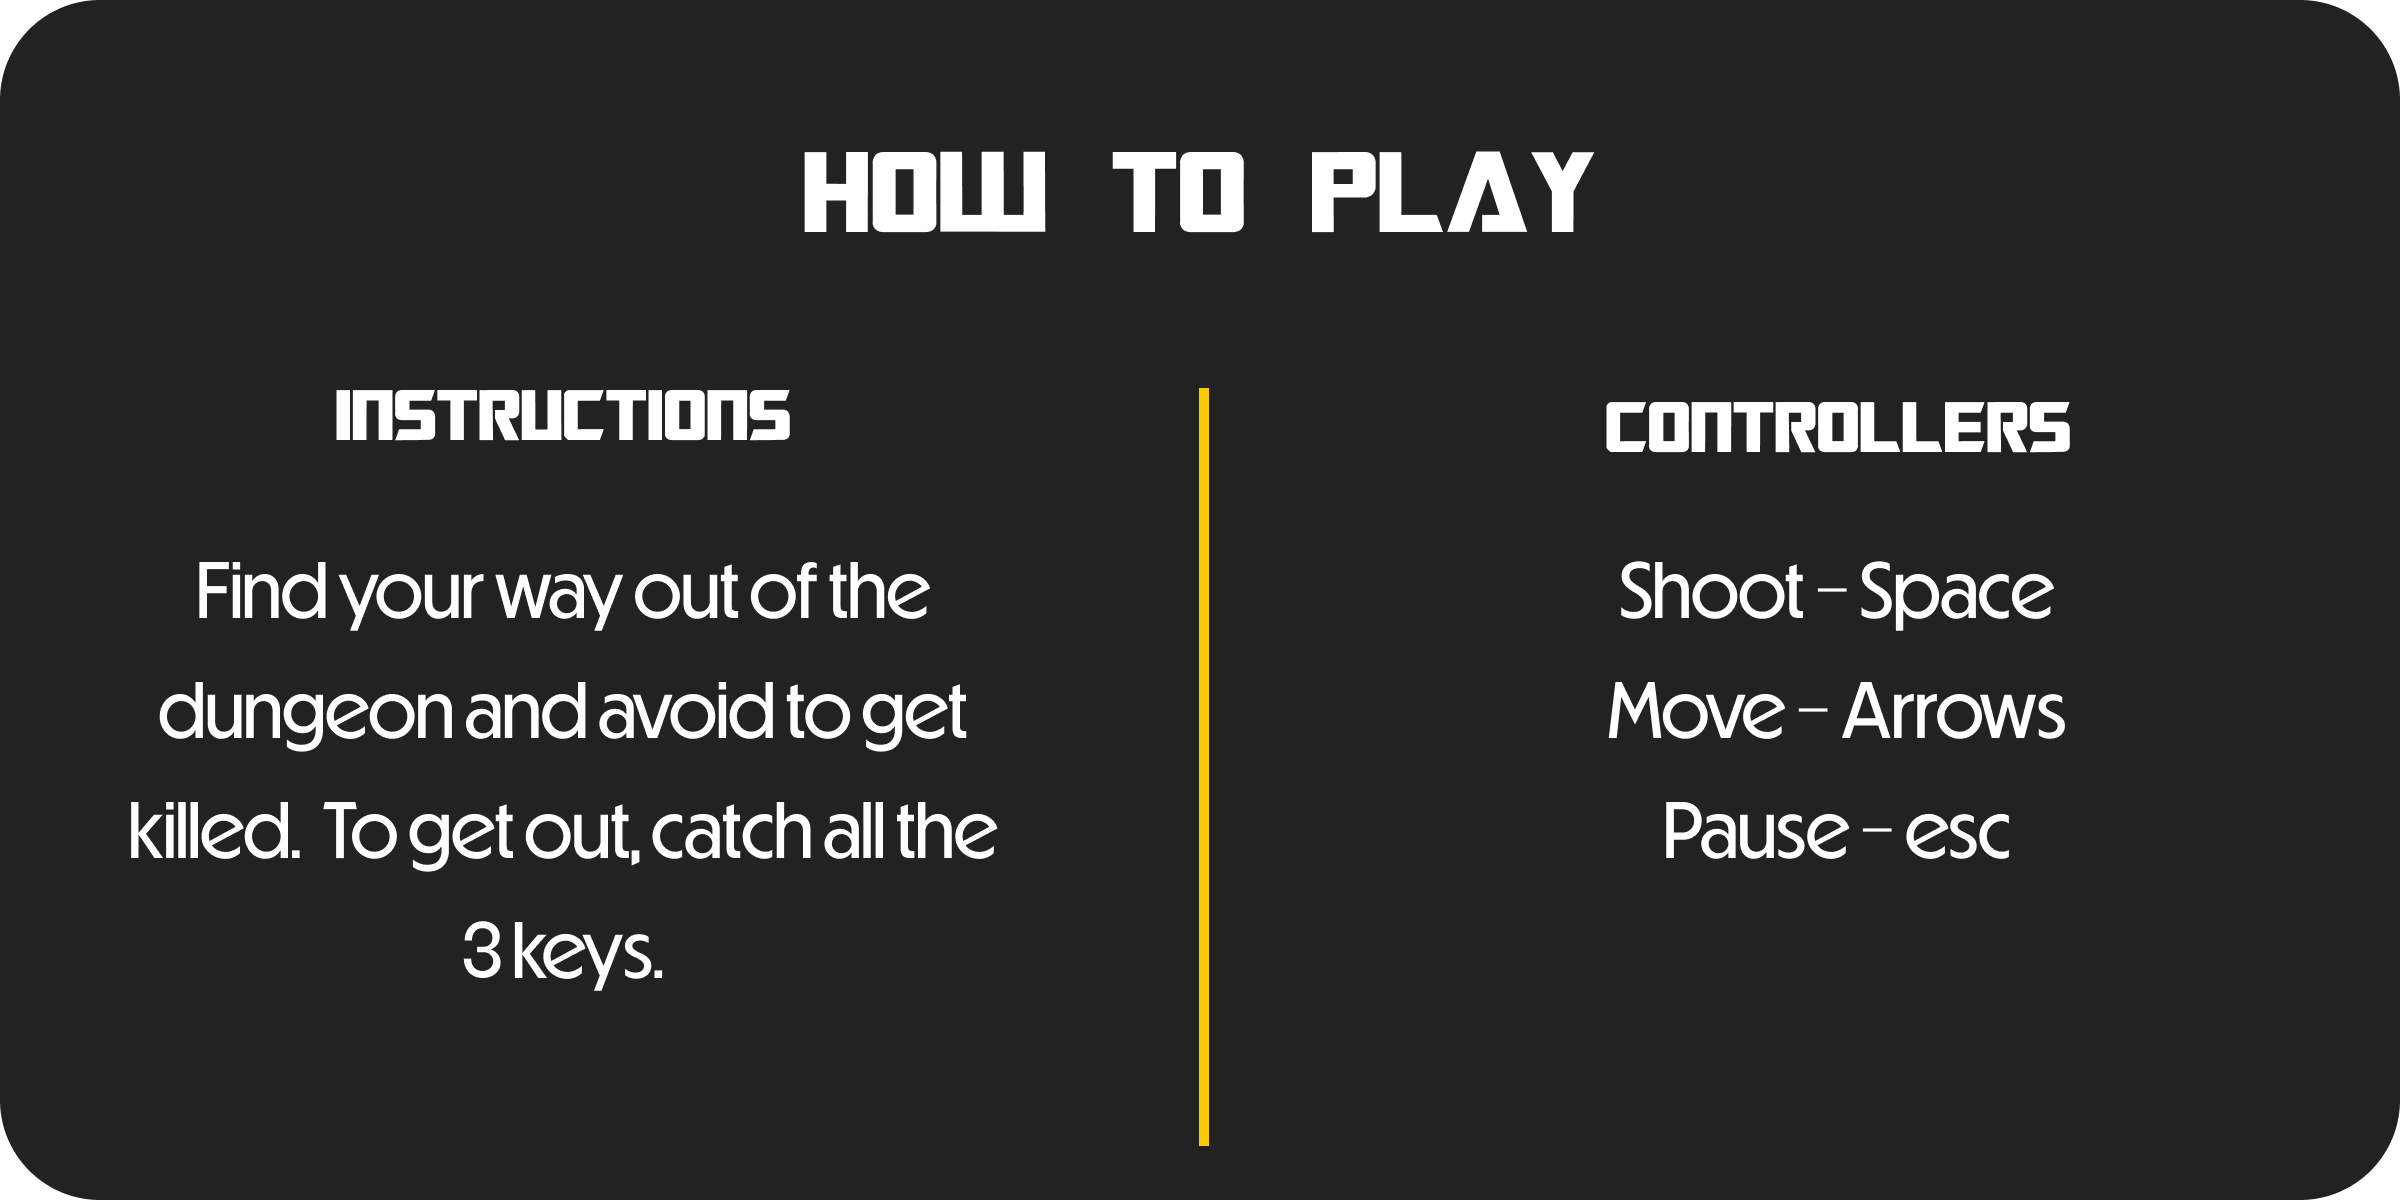 HOW TO PLAY
INSTRUCTIONS
Find your way out of the
dungeon and avoid to get
killed. To get out, catch all the
3 keys.
CONTROLLERS
Shoot – Space
Move – Arrows
Pause – esc